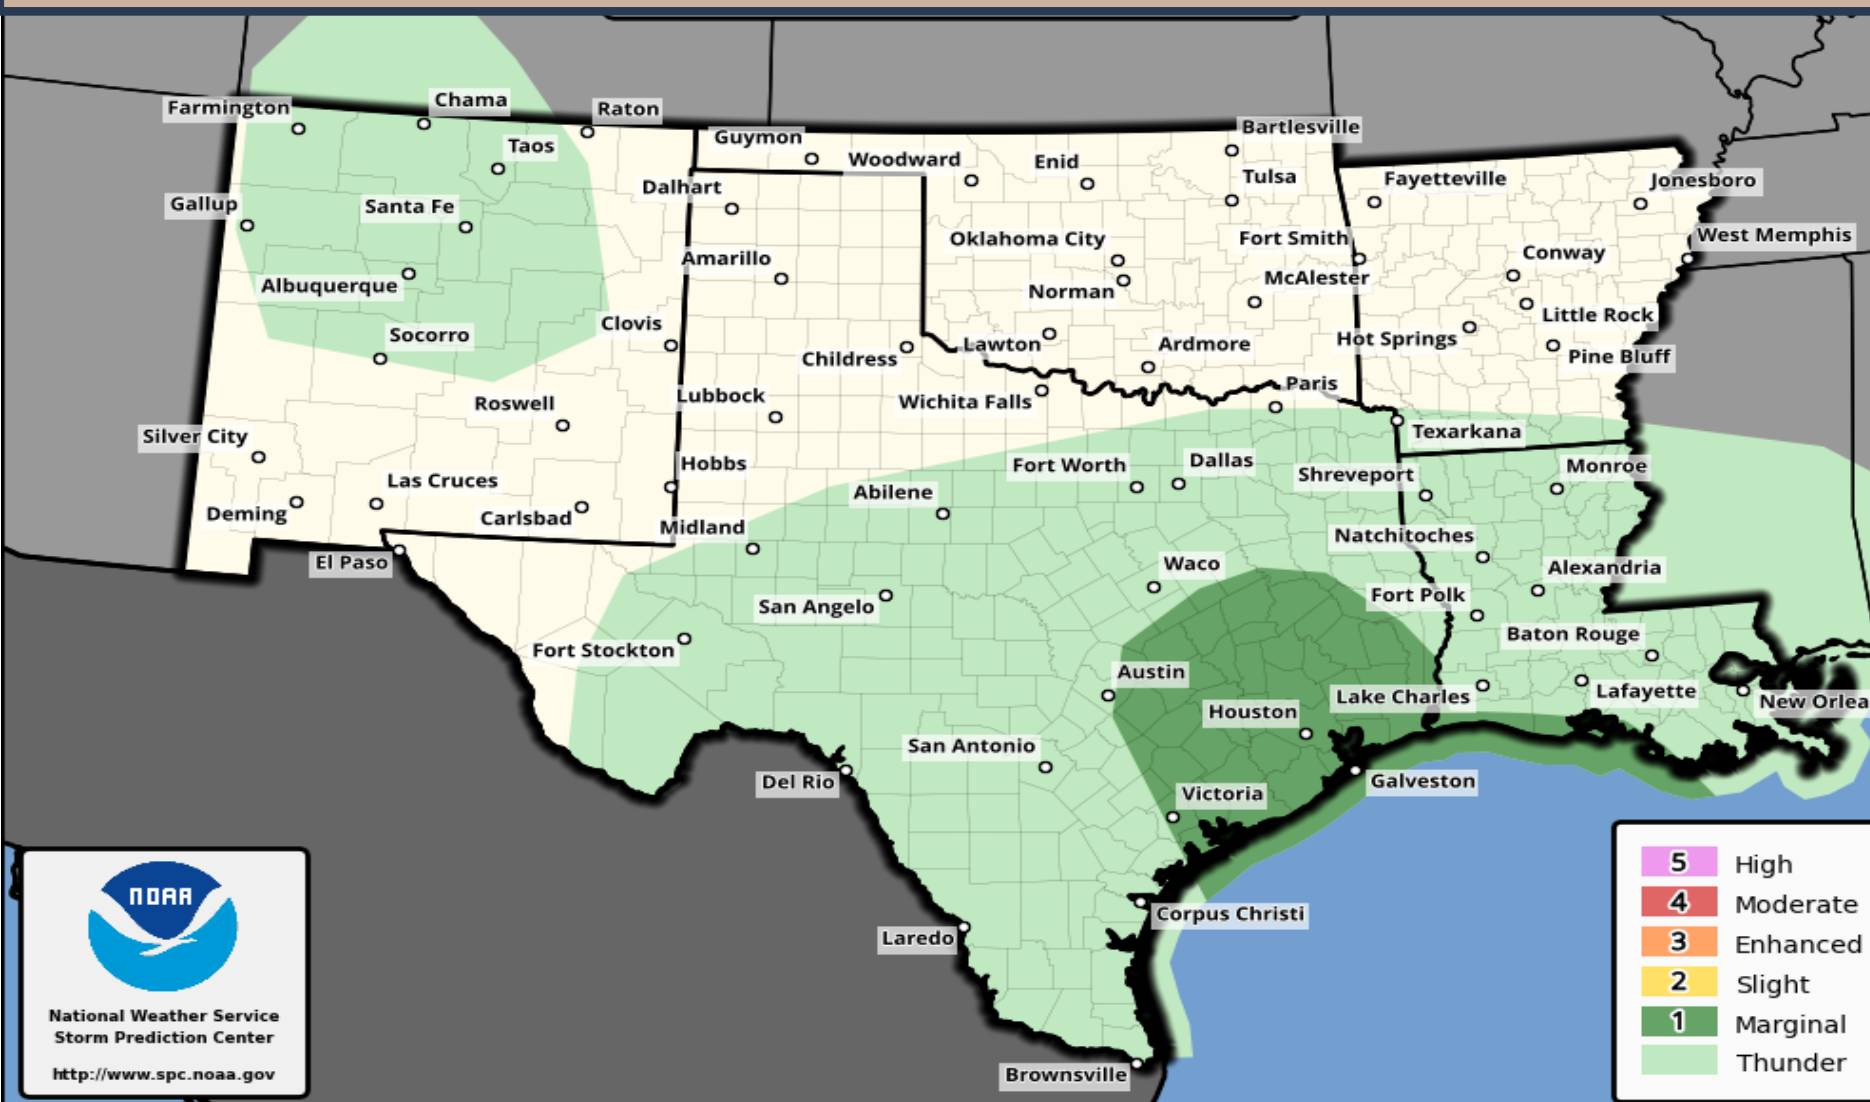 Farmington
Chama
Raton
Taos
Gallup
Santa Fe
Albuquerque
Socorro
Clovis
Roswell
Silver City
Las Cruces
Deming
Carlsbad
Hobbs
El Paso
Guymon
Woodward
Enid
Bartlesville
Tulsa
Dalhart
Amarillo
Oklahoma City
Norman
Fort Smith
McAlester
Childress
Lawton
Ardmore
Lubbock
Wichita Falls
Paris
Fayetteville
Jonesboro
West Memphis
Conway
Little Rock
Hot Springs
Pine Bluff
Texarkana
Midland
Abilene
Fort Worth
Dallas
Shreveport
Monroe
Natchitoches
Alexandria
Waco
San Angelo
Fort Polk
Fort Stockton
Baton Rouge
Austin
Lake Charles
Lafayette
New Orlea
Houston
San Antonio
Del Rio
Galveston
Victoria
Corpus Christi
Laredo
Brownsville
NOAA
National Weather Service
Storm Prediction Center
http://www.spc.noaa.gov
5 High
4 Moderate
3 Enhanced
2 Slight
1 Marginal
Thunder